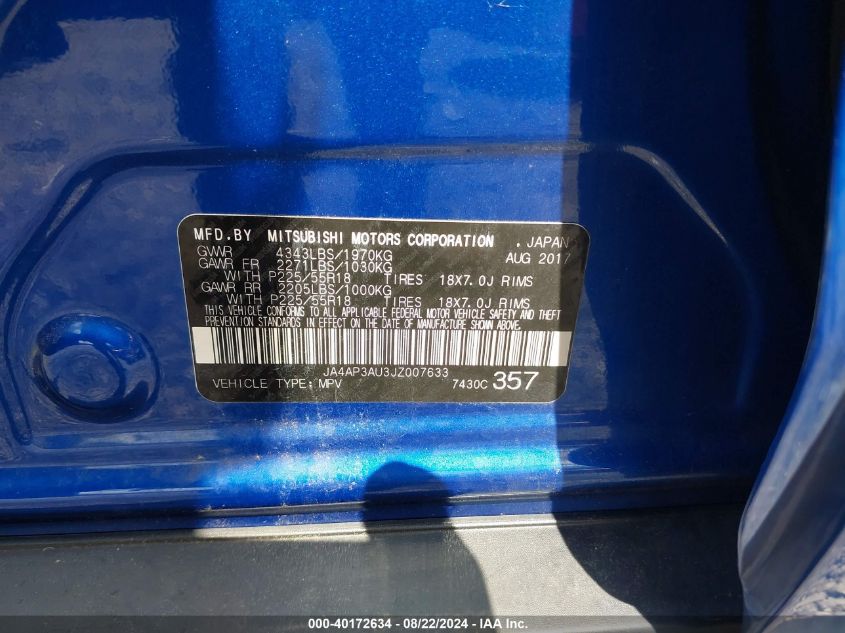 MFD.BY MITSUBISHI MOTORS CORPORATION . JAPAN
GVWR 4343LBS/1970KG AUG 2017
GAWR FR 2271LBS/1030KG
WITH P225/55R18 TIRES 18X7.0J RIMS
GAWR RR 2205LBS/1000KG
WITH P225/55R18 TIRES 18X7.0J RIMS
THIS VEHICLE CONFORMS TO ALL APPLICABLE FEDERAL MOTOR VEHICLE SAFETY AND THEFT
PREVENTION STANDARDS IN EFFECT ON THE DATE OF MANUFACTURE SHOWN ABOVE.
JA4AP3AU3JZ007633
VEHICLE TYPE:MPV 7430C 357
000-40172634 - 08/22/2024 - IAA Inc.